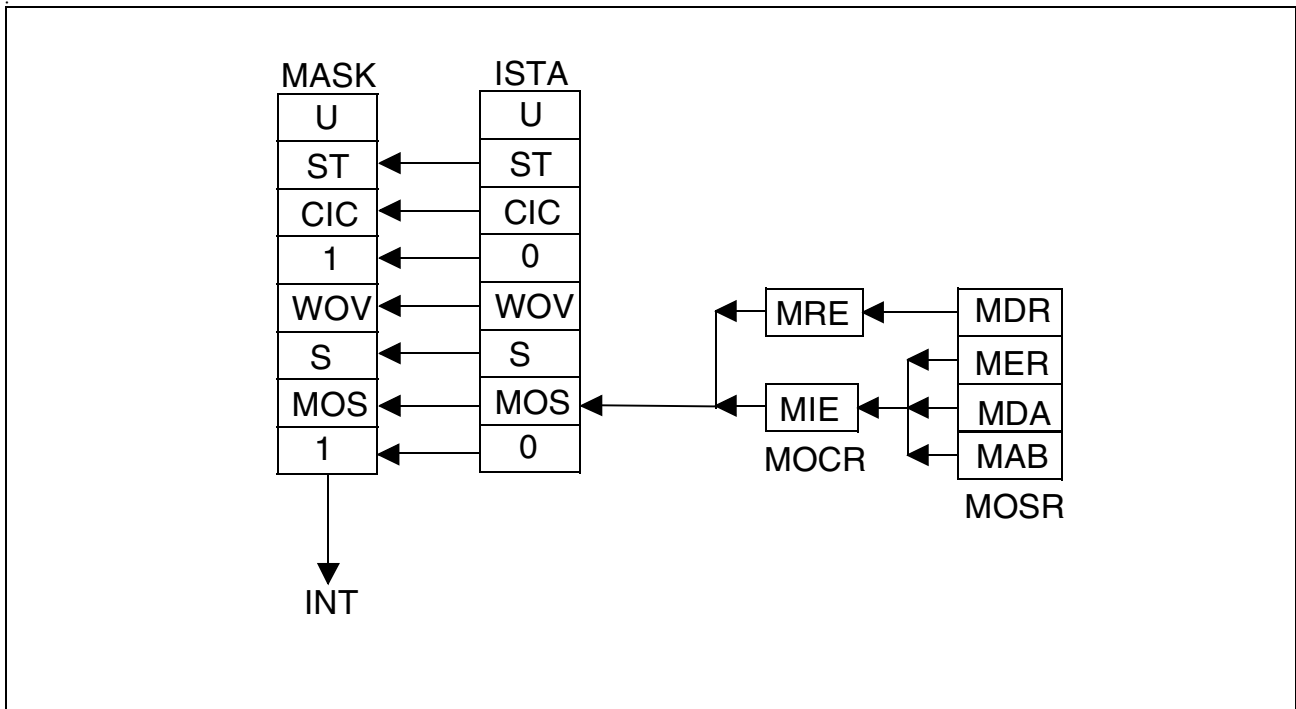 MASK ISTA
U U
ST ST
CIC CIC
1 0
WOV WOV
S S
MOS MOS
1 0
MRE MDR
MER
MIE MDA
MAB
MOCR
MOSR
INT